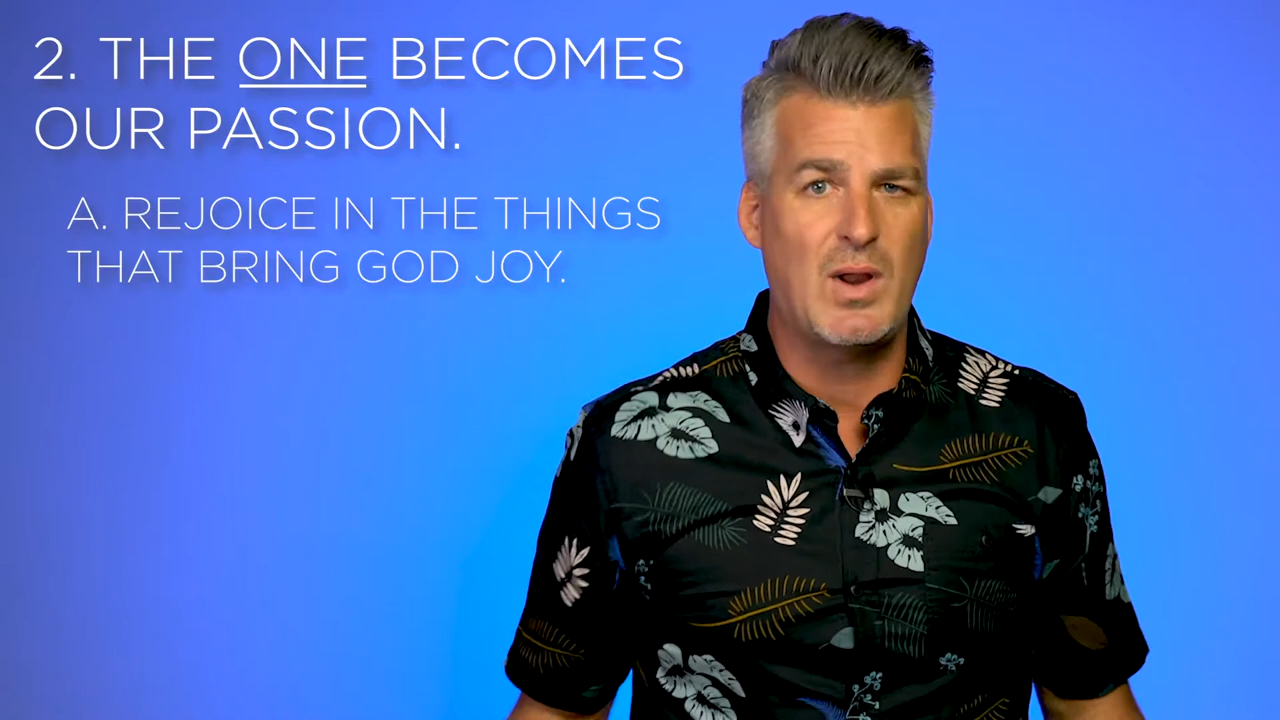 2. THE ONE BECOMES
OUR PASSION.
A. REJOICE IN THE THINGS
THAT BRING GOD JOY.